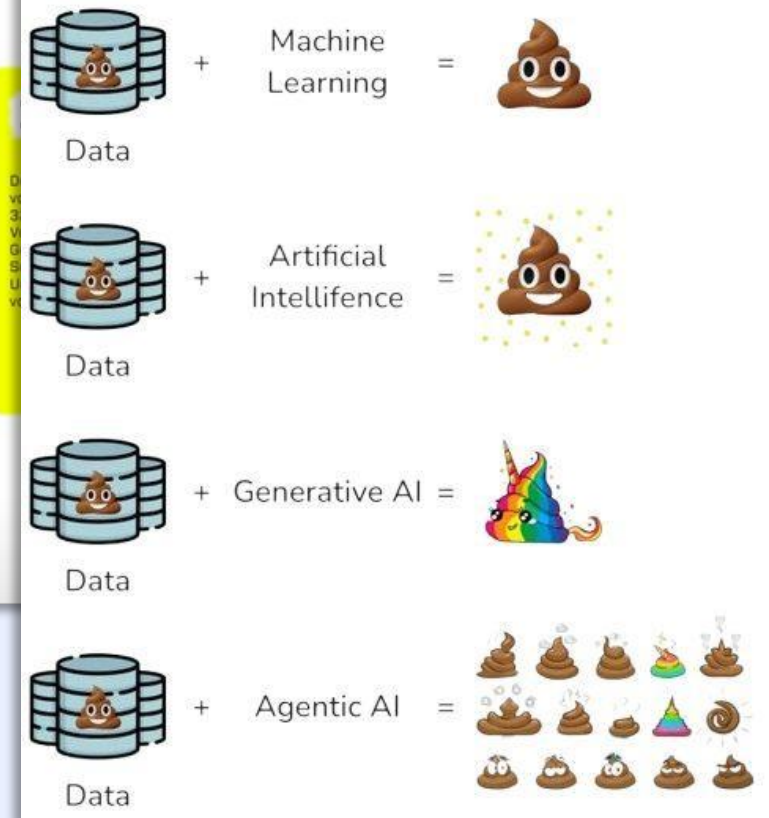 + Machine Learning =
Data
+ Artificial Intellifence =
Data
+ Generative AI =
Data
+ Agentic AI =
Data